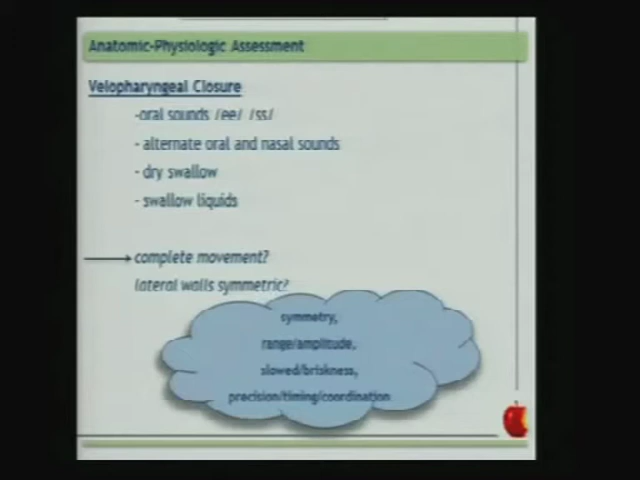 Anatomic-Physiologic Assessment
Velopharyngeal Closure
-oral sounds /ee/ /ss/
- alternate oral and nasal sounds
- dry swallow
- swallow liquids
complete movement?
lateral walls symmetric?
symmetry,
range/amplitude,
slowed/briskness,
precision/timing/coordination